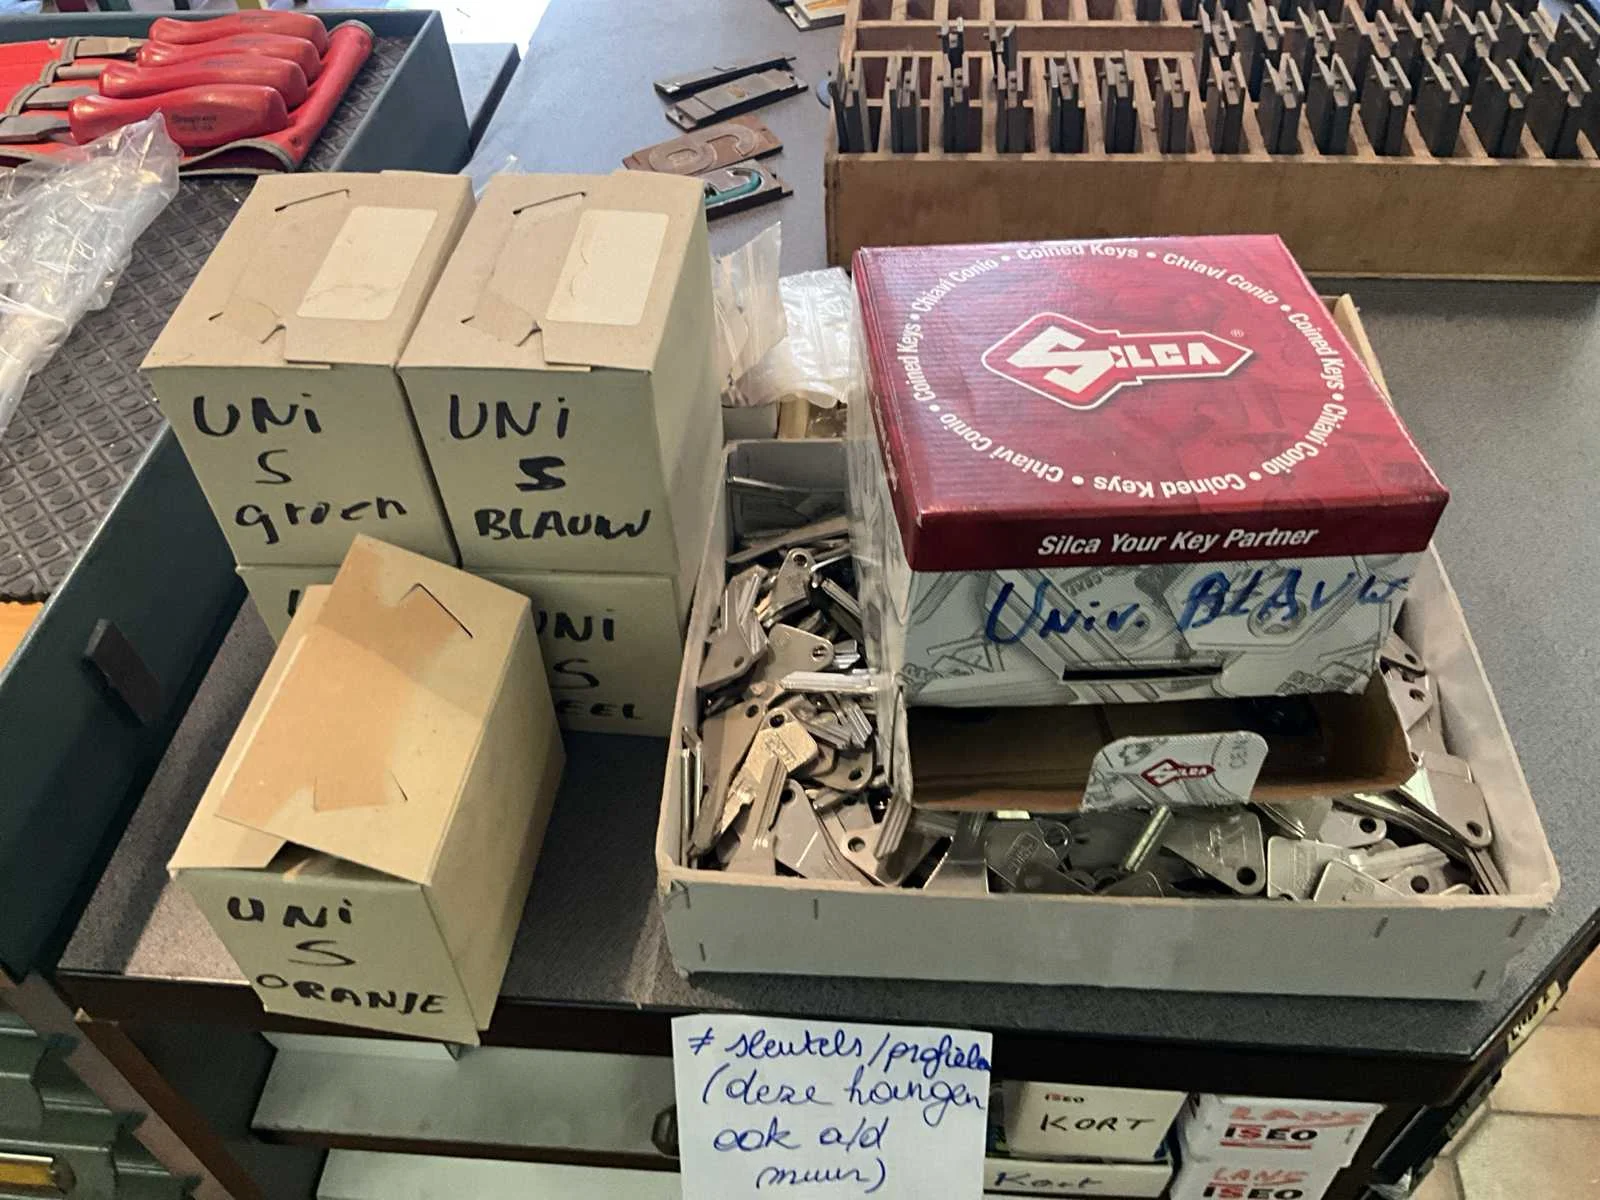 UNi
S
groen
UNi
S
BLAUW
UNI
S
EEL
UNi
S
ORANJE
Coined Keys • Chiavi Conio • Coined Keys • Chiavi Conio • Coined Keys • Chiavi Conio • Coined Keys • Chiavi Conio •
SILCA
®
Silca Your Key Partner
Univ. BLAUW
SILCA
≠ sleutels/profielen
(deze hangen
ook a/d
muur)
ISEO
KORT
Kort
LANG
ISEO
LANG
ISEO